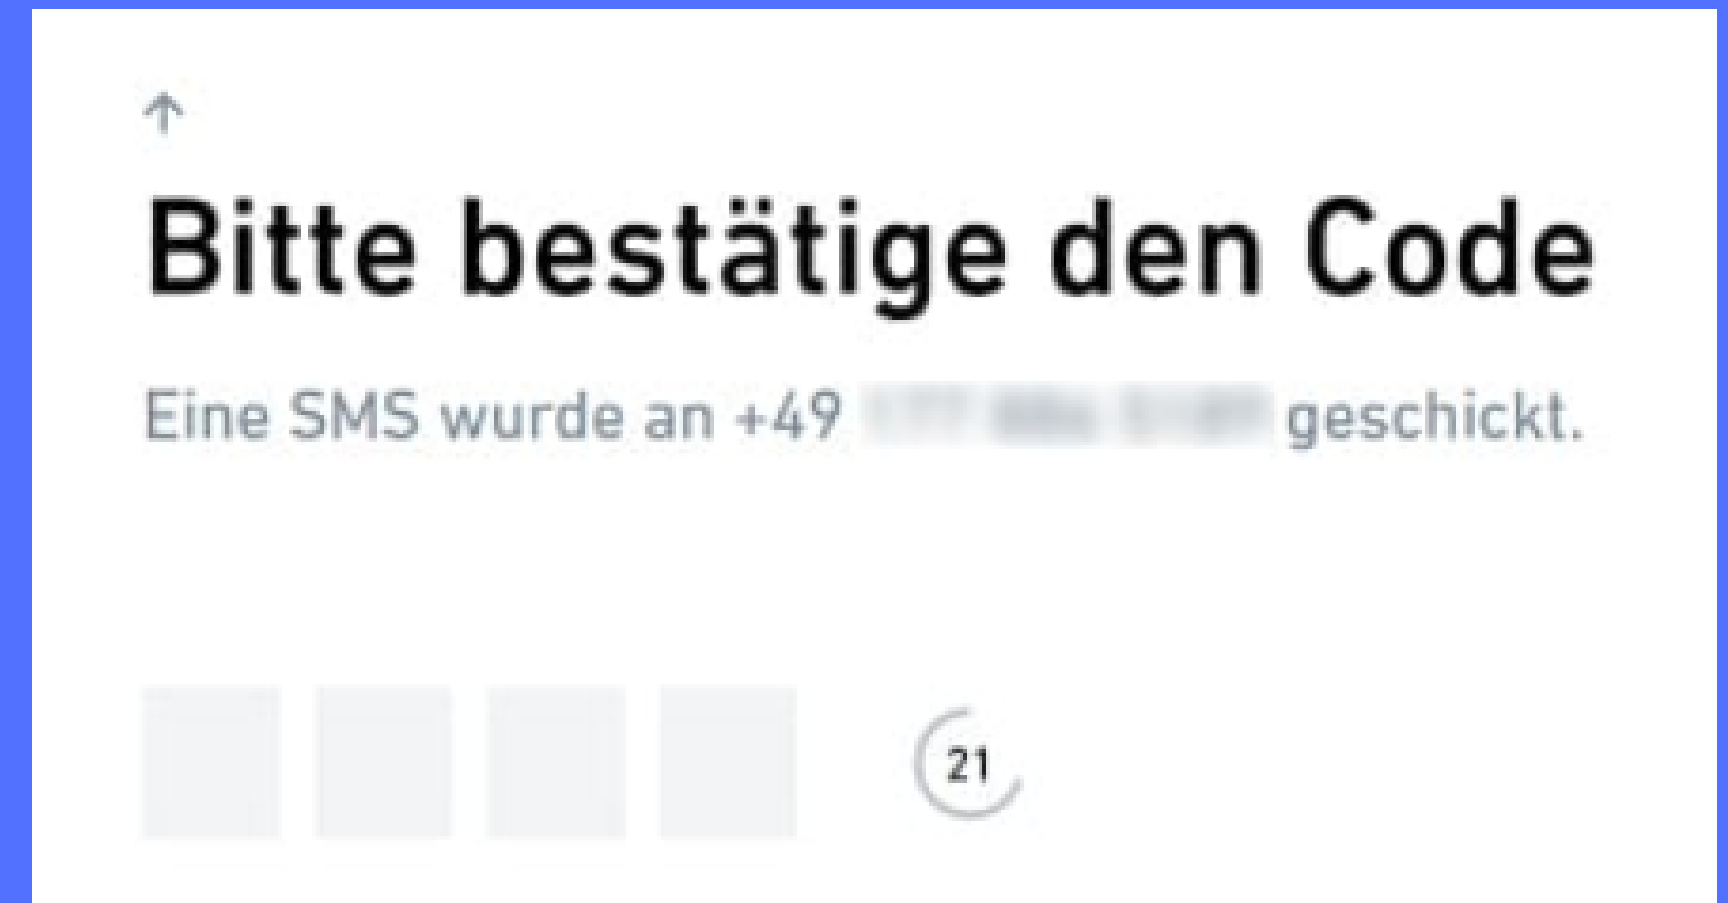 Bitte bestätige den Code
Eine SMS wurde an +49 geschickt.
21